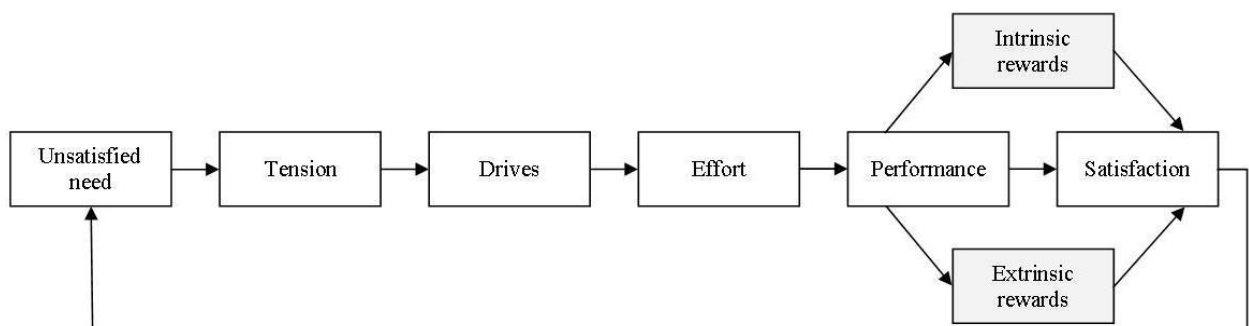 Intrinsic
rewards
Unsatisfied
need
Tension
Drives
Effort
Performance
Satisfaction
Extrinsic
rewards